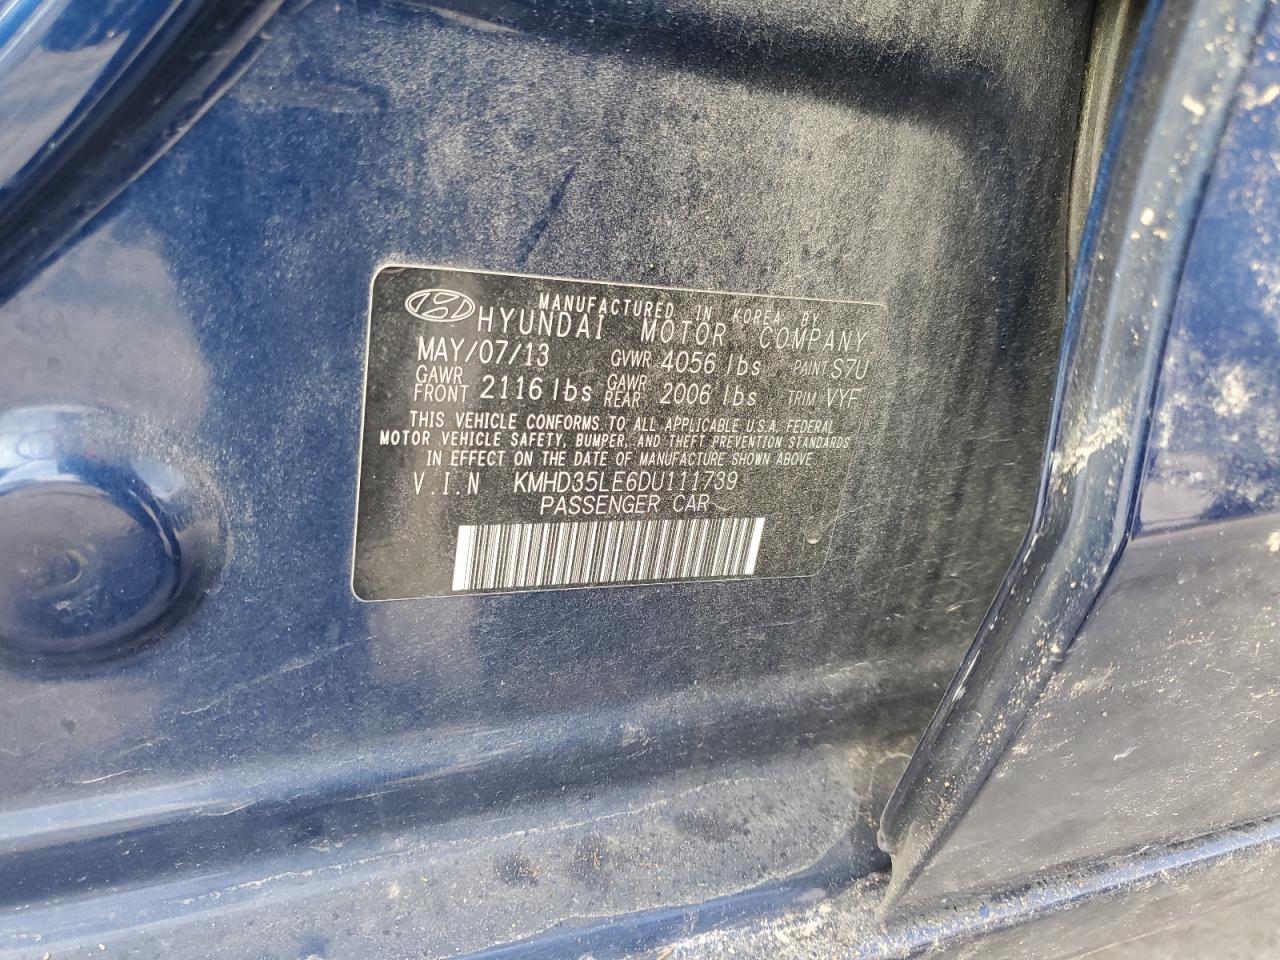 MANUFACTURED IN KOREA BY
HYUNDAI MOTOR COMPANY
MAY/07/13 GVWR 4056 lbs PAINT S7U
GAWR FRONT 2116 lbs GAWR REAR 2006 lbs TRIM VYF
THIS VEHICLE CONFORMS TO ALL APPLICABLE U.S.A. FEDERAL
MOTOR VEHICLE SAFETY, BUMPER, AND THEFT PREVENTION STANDARDS
IN EFFECT ON THE DATE OF MANUFACTURE SHOWN ABOVE
V.I.N KMHD35LE6DU111739
PASSENGER CAR